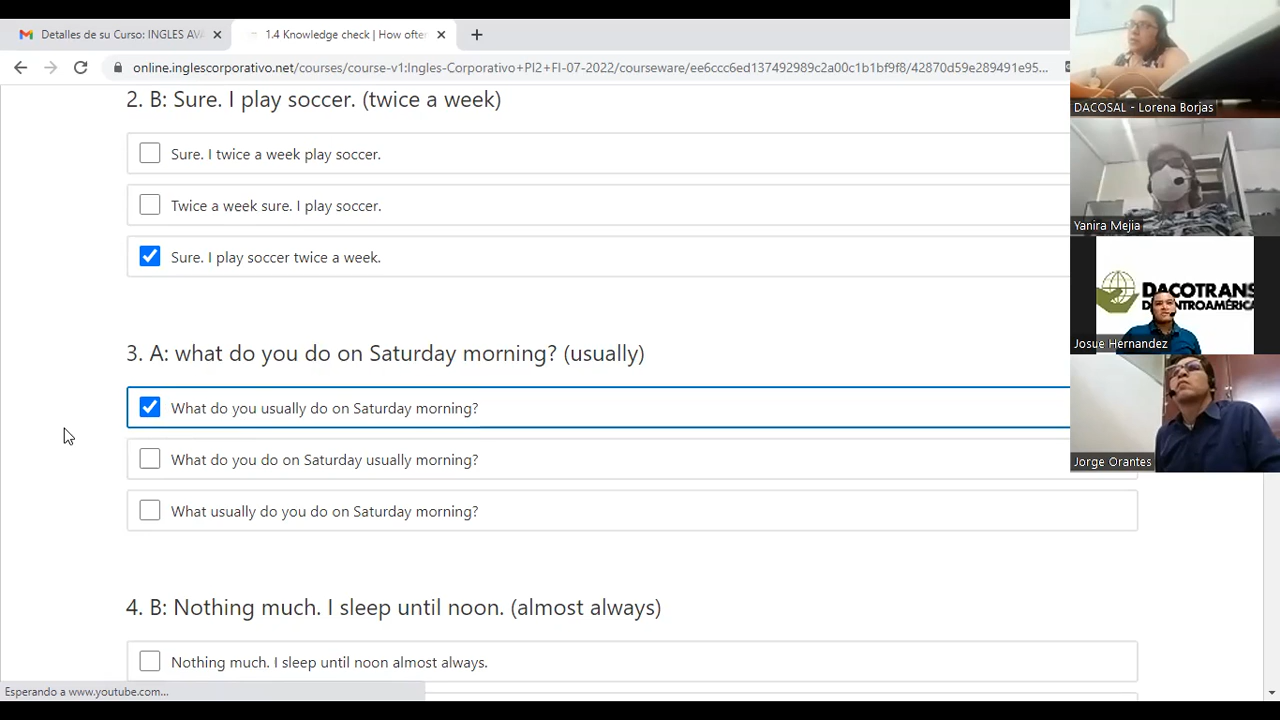 Detalles de su Curso: INGLES AVA
1.4 Knowledge check | How ofte
online.inglescorporativo.net/courses/course-v1:Ingles-Corporativo+PI2+FI-07-2022/courseware/ee6ccc6ed137492989c2a00c1b1bf9f8/42870d59e289491e95...
2. B: Sure. I play soccer. (twice a week)
Sure. I twice a week play soccer.
Twice a week sure. I play soccer.
Sure. I play soccer twice a week.
3. A: what do you do on Saturday morning? (usually)
What do you usually do on Saturday morning?
What do you do on Saturday usually morning?
What usually do you do on Saturday morning?
4. B: Nothing much. I sleep until noon. (almost always)
Nothing much. I sleep until noon almost always.
Esperando a www.youtube.com...
DACOSAL - Lorena Borjas
Yanira Mejia
DACOTRANS
Josue Hernandez
Jorge Orantes